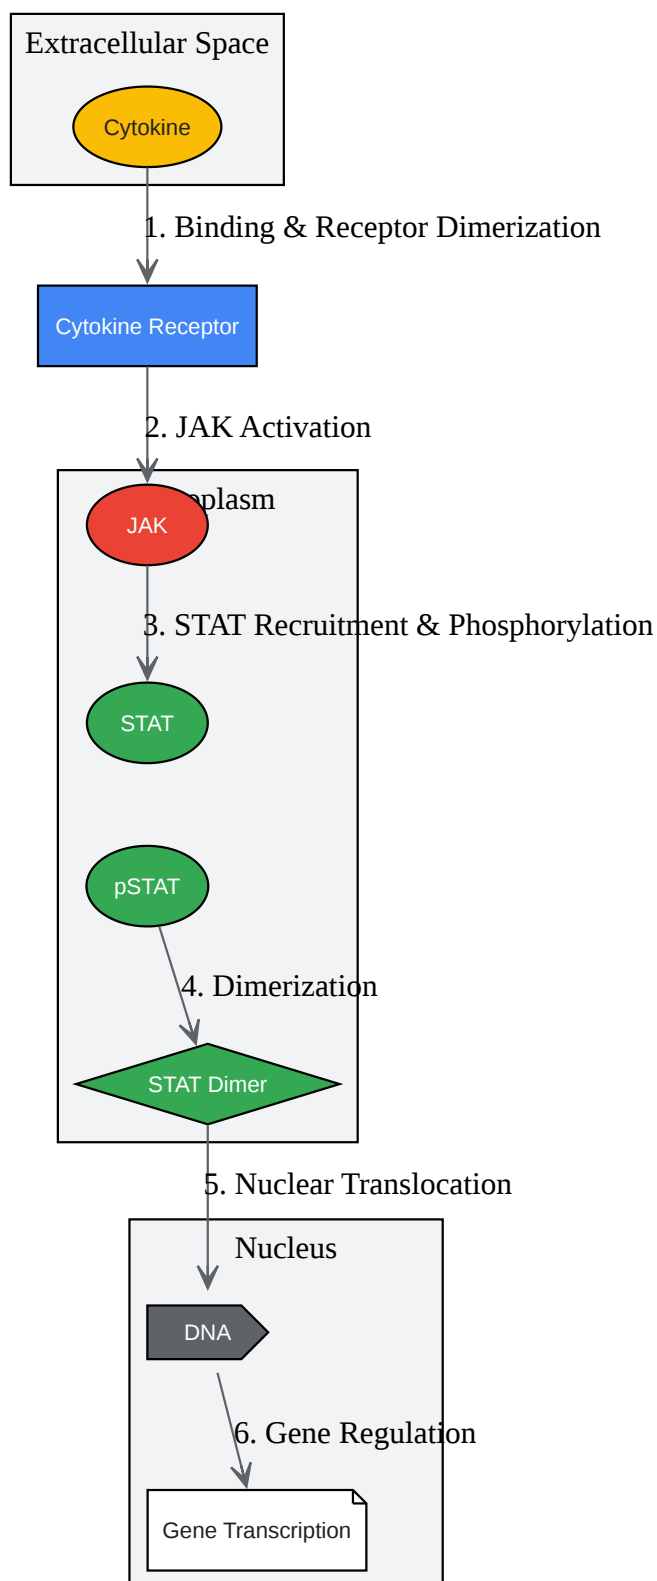 Extracellular Space
Cytokine
1. Binding & Receptor Dimerization
Cytokine Receptor
2. JAK Activation
oplasm
JAK
3. STAT Recruitment & Phosphorylation
STAT
pSTAT
4. Dimerization
STAT Dimer
5. Nuclear Translocation
Nucleus
DNA
6. Gene Regulation
Gene Transcription